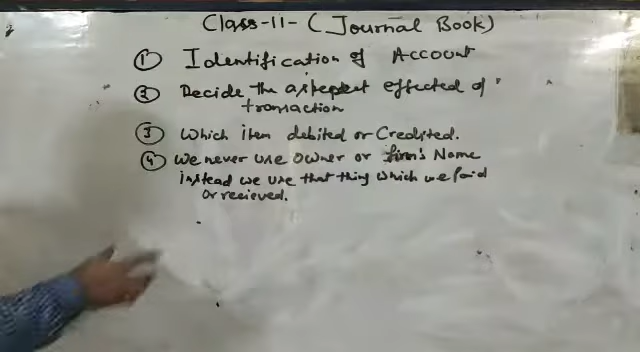 Class-11- (Journal Book)
① Identification of Account
② Decide the aspect effected of
transaction
③ Which item debited or Credited.
④ We never use owner or firm's Name
instead we use that thing which we paid
or recieved.